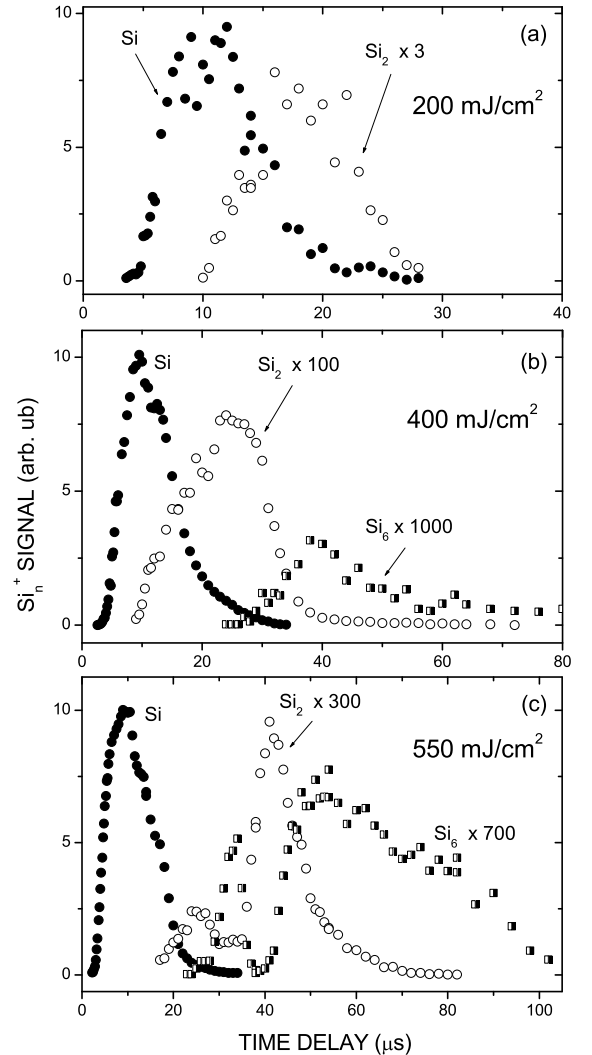 10
5
0
Si
Si2 x 3
(a)
200 mJ/cm2
0 10 20 30 40
10
5
0
Si
Si2 x 100
(b)
400 mJ/cm2
Si6 x 1000
0 20 40 60 80
10
5
0
Si
Si2 x 300
(c)
550 mJ/cm2
Si6 x 700
0 20 40 60 80 100
Sin+ SIGNAL (arb. ub)
TIME DELAY (μs)